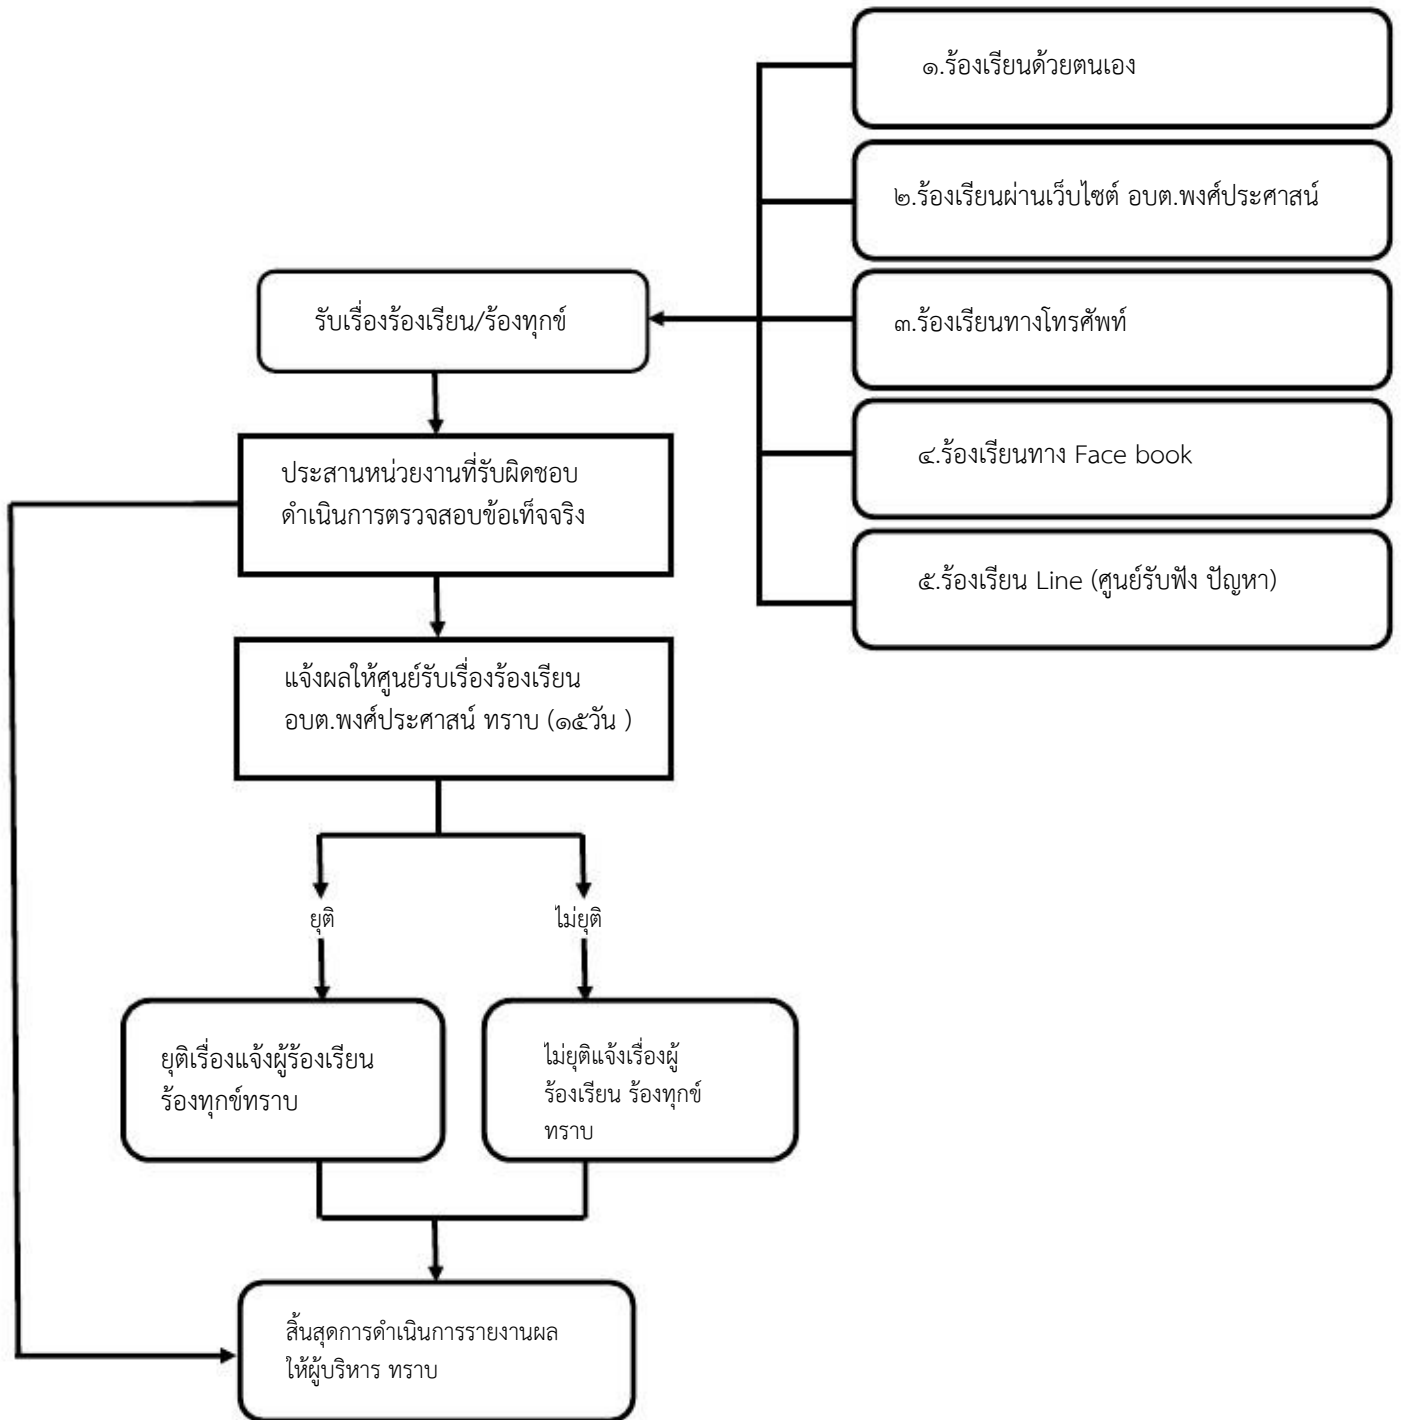 ๑.ร้องเรียนด้วยตนเอง
๒.ร้องเรียนผ่านเว็บไซต์ อบต.พงศ์ประศาสน์
๓.ร้องเรียนทางโทรศัพท์
๔.ร้องเรียนทาง Face book
๕.ร้องเรียน Line (ศูนย์รับฟัง ปัญหา)
รับเรื่องร้องเรียน/ร้องทุกข์
ประสานหน่วยงานที่รับผิดชอบ
ดำเนินการตรวจสอบข้อเท็จจริง
แจ้งผลให้ศูนย์รับเรื่องร้องเรียน
อบต.พงศ์ประศาสน์ ทราบ (๑๕วัน )
ยุติ
ไม่ยุติ
ยุติเรื่องแจ้งผู้ร้องเรียน
ร้องทุกข์ทราบ
ไม่ยุติแจ้งเรื่องผู้
ร้องเรียน ร้องทุกข์
ทราบ
สิ้นสุดการดำเนินการรายงานผล
ให้ผู้บริหาร ทราบ